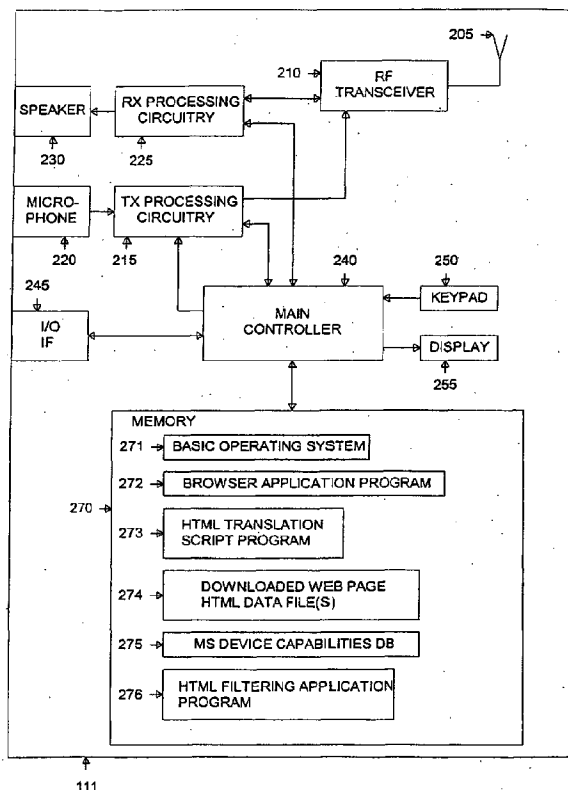 205
210
RF
TRANSCEIVER
SPEAKER
RX PROCESSING
CIRCUITRY
230
225
MICRO-
PHONE
TX PROCESSING
CIRCUITRY
220
215
240
250
245
I/O
IF
MAIN
CONTROLLER
KEYPAD
DISPLAY
255
MEMORY
271
BASIC OPERATING SYSTEM
272
BROWSER APPLICATION PROGRAM
270
273
HTML TRANSLATION
SCRIPT PROGRAM
274
DOWNLOADED WEB PAGE
HTML DATA FILE(S)
275
MS DEVICE CAPABILITIES DB
276
HTML FILTERING APPLICATION
PROGRAM
111